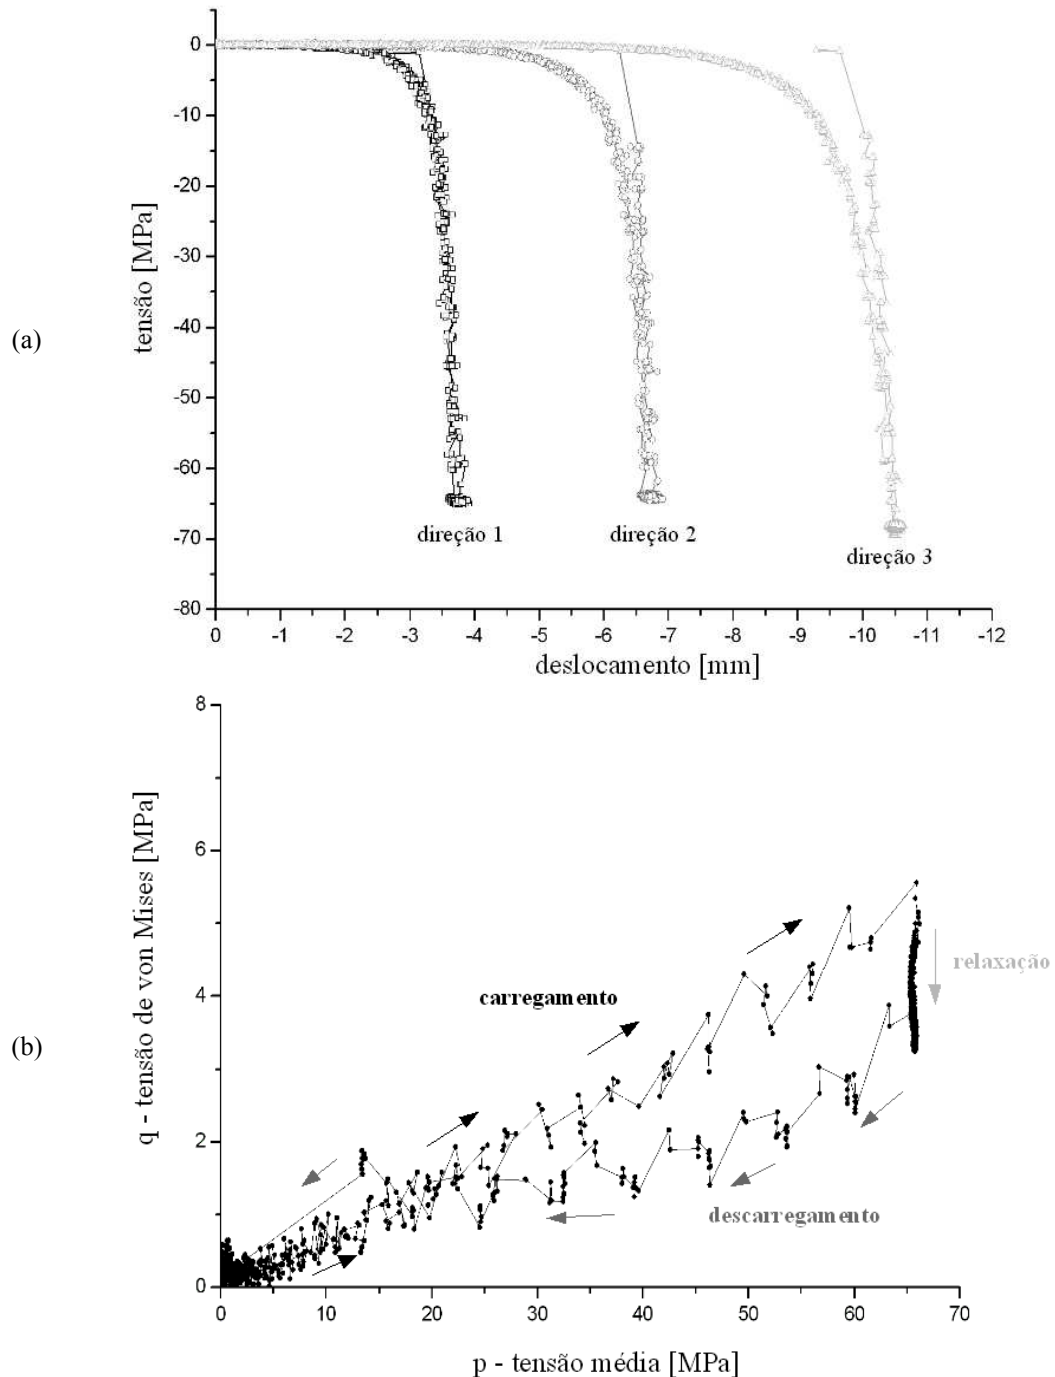 (a)
tensão [MPa]
0
-10
-20
-30
-40
-50
-60
-70
-80
direção 1
direção 2
direção 3
0 -1 -2 -3 -4 -5 -6 -7 -8 -9 -10 -11 -12
deslocamento [mm]
(b)
q - tensão de von Mises [MPa]
8
6
4
2
0
carregamento
relaxação
descarregamento
0 10 20 30 40 50 60 70
p - tensão média [MPa]